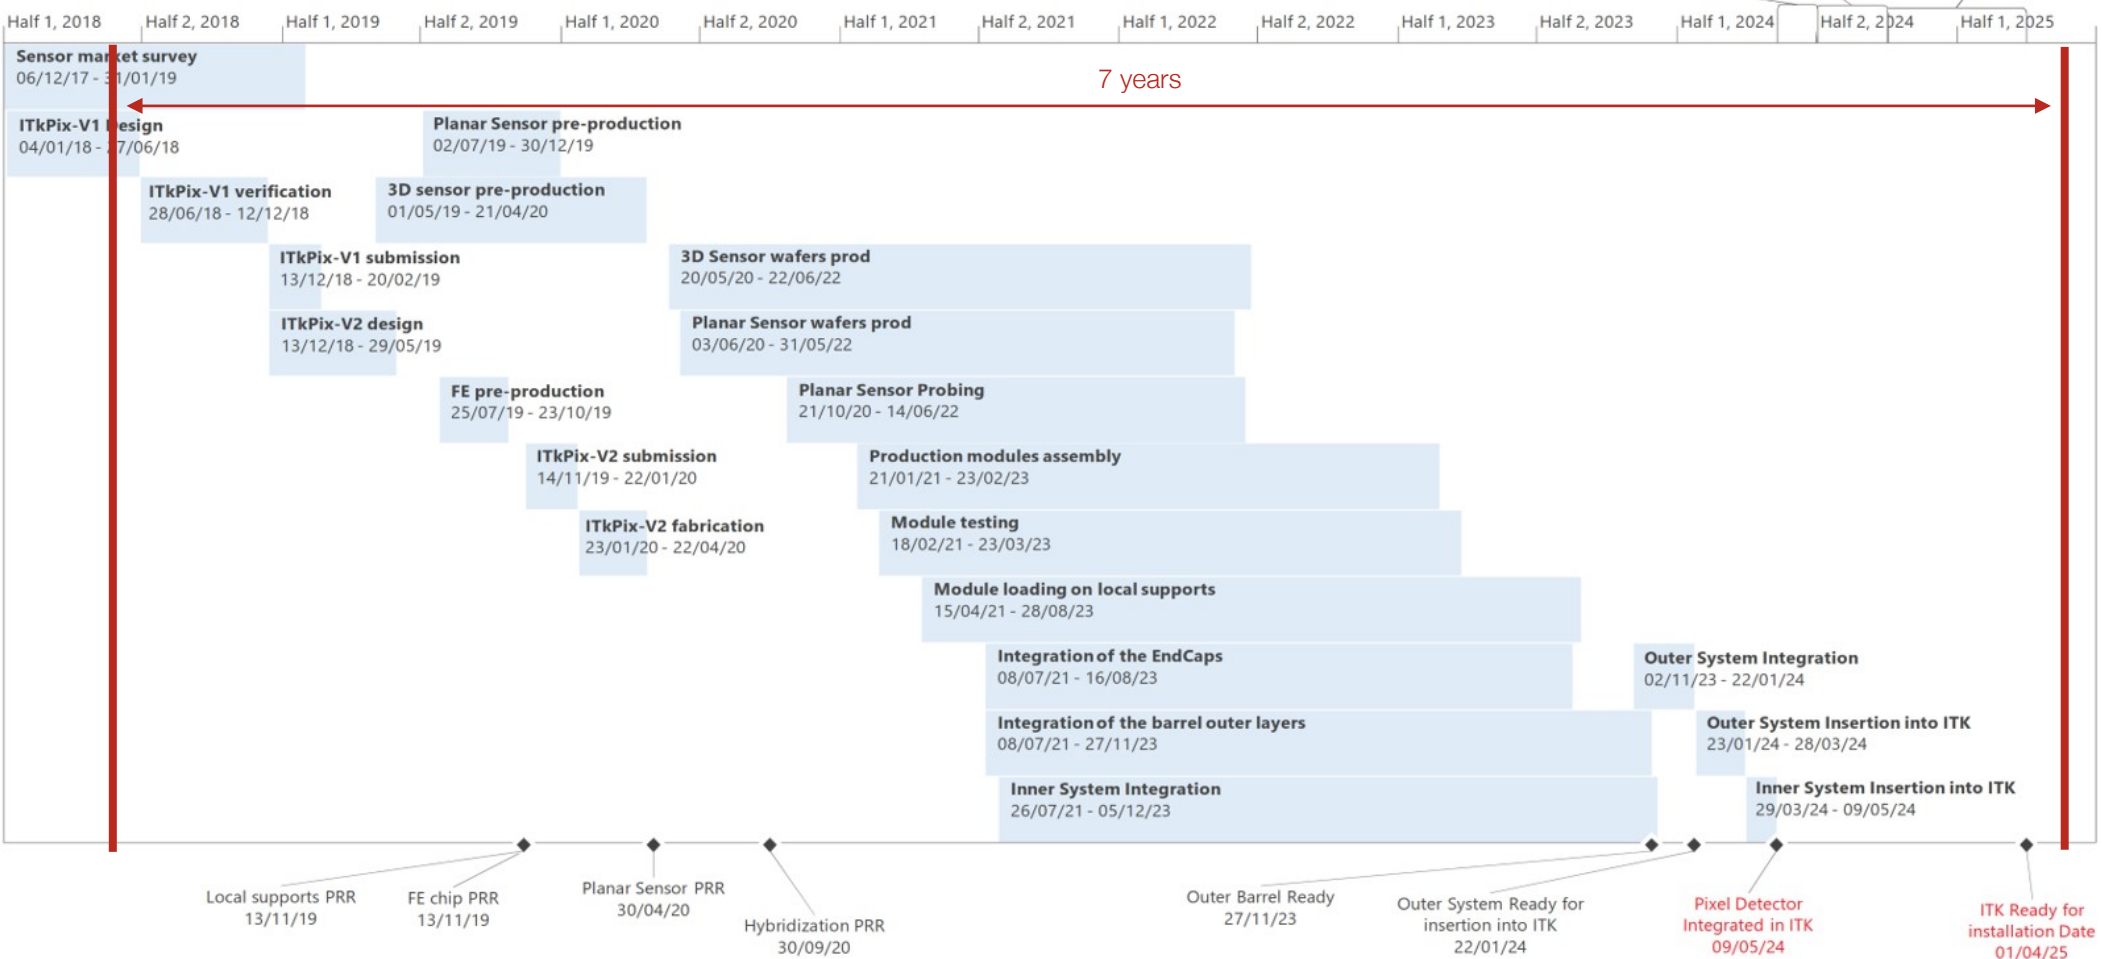 Half 1, 2018
Half 2, 2018
Half 1, 2019
Half 2, 2019
Half 1, 2020
Half 2, 2020
Half 1, 2021
Half 2, 2021
Half 1, 2022
Half 2, 2022
Half 1, 2023
Half 2, 2023
Half 1, 2024
Half 2, 2024
Half 1, 2025
Sensor market survey
06/12/17 - 31/01/19
7 years
ITkPix-V1 Design
04/01/18 - 27/06/18
Planar Sensor pre-production
02/07/19 - 30/12/19
ITkPix-V1 verification
28/06/18 - 12/12/18
3D sensor pre-production
01/05/19 - 21/04/20
ITkPix-V1 submission
13/12/18 - 20/02/19
3D Sensor wafers prod
20/05/20 - 22/06/22
ITkPix-V2 design
13/12/18 - 29/05/19
Planar Sensor wafers prod
03/06/20 - 31/05/22
FE pre-production
25/07/19 - 23/10/19
Planar Sensor Probing
21/10/20 - 14/06/22
ITkPix-V2 submission
14/11/19 - 22/01/20
Production modules assembly
21/01/21 - 23/02/23
ITkPix-V2 fabrication
23/01/20 - 22/04/20
Module testing
18/02/21 - 23/03/23
Module loading on local supports
15/04/21 - 28/08/23
Integration of the EndCaps
08/07/21 - 16/08/23
Outer System Integration
02/11/23 - 22/01/24
Integration of the barrel outer layers
08/07/21 - 27/11/23
Outer System Insertion into ITK
23/01/24 - 28/03/24
Inner System Integration
26/07/21 - 05/12/23
Inner System Insertion into ITK
29/03/24 - 09/05/24
Local supports PRR
13/11/19
FE chip PRR
13/11/19
Planar Sensor PRR
30/04/20
Hybridization PRR
30/09/20
Outer Barrel Ready
27/11/23
Outer System Ready for
insertion into ITK
22/01/24
Pixel Detector
Integrated in ITK
09/05/24
ITK Ready for
installation Date
01/04/25